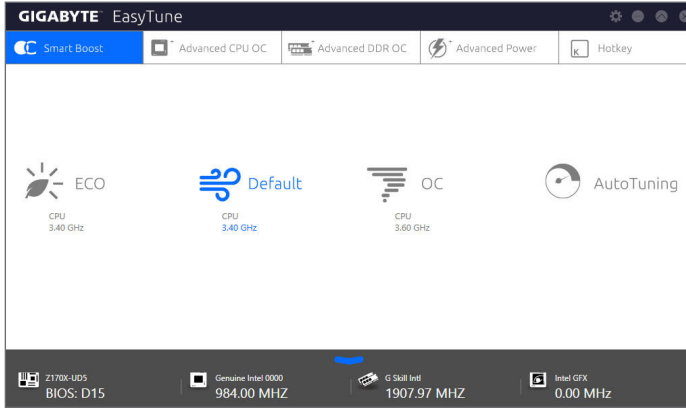 GIGABYTE™ EasyTune
Smart Boost
Advanced CPU OC
Advanced DDR OC
Advanced Power
K Hotkey
ECO
CPU
3.40 GHz
Default
CPU
3.40 GHz
OC
CPU
3.60 GHz
AutoTuning
Z170X-UD5
BIOS: D15
Genuine Intel 0000
984.00 MHZ
G Skill Intl
1907.97 MHZ
Intel GFX
0.00 MHz